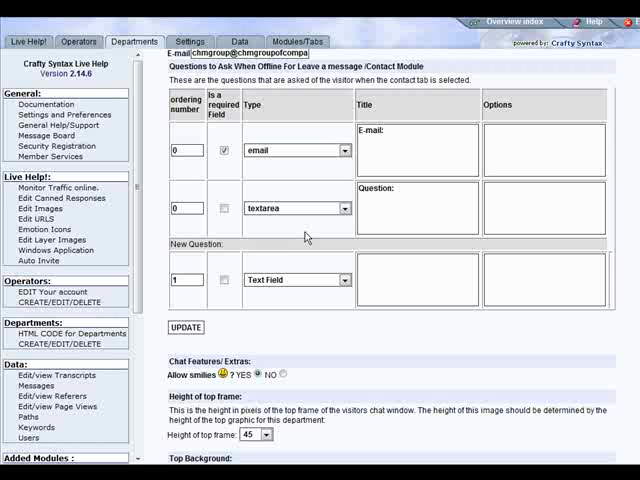 Overview index
Help
Exit
Live Help!
Operators
Departments
Settings
Data
Modules/Tabs
powered by: Crafty Syntax
Crafty Syntax Live Help
Version 2.14.6
General:
Documentation
Settings and Preferences
General Help/Support
Message Board
Security Registration
Member Services
Live Help!:
Monitor Traffic online.
Edit Canned Responses
Edit Images
Edit URLS
Emotion Icons
Edit Layer Images
Windows Application
Auto Invite
Operators:
EDIT Your account
CREATE/EDIT/DELETE
Departments:
HTML CODE for Departments
CREATE/EDIT/DELETE
Data:
Edit/view Transcripts
Messages
Edit/view Referers
Edit/view Page Views
Paths
Keywords
Users
Added Modules :
E-mail chmgroup@chmgroupofcompa
Questions to Ask When Offline For Leave a message /Contact Module
These are the questions that are asked of the visitor when the contact tab is selected.
ordering number
Is a required Field
Type
Title
Options
0
email
E-mail:
0
textarea
Question:
New Question:
1
Text Field
UPDATE
Chat Features/ Extras:
Allow smilies ? YES NO
Height of top frame:
This is the height in pixels of the top frame of the visitors chat window. The height of this image should be determined by
the height of the top graphic for this department:
Height of top frame: 45
Top Background: